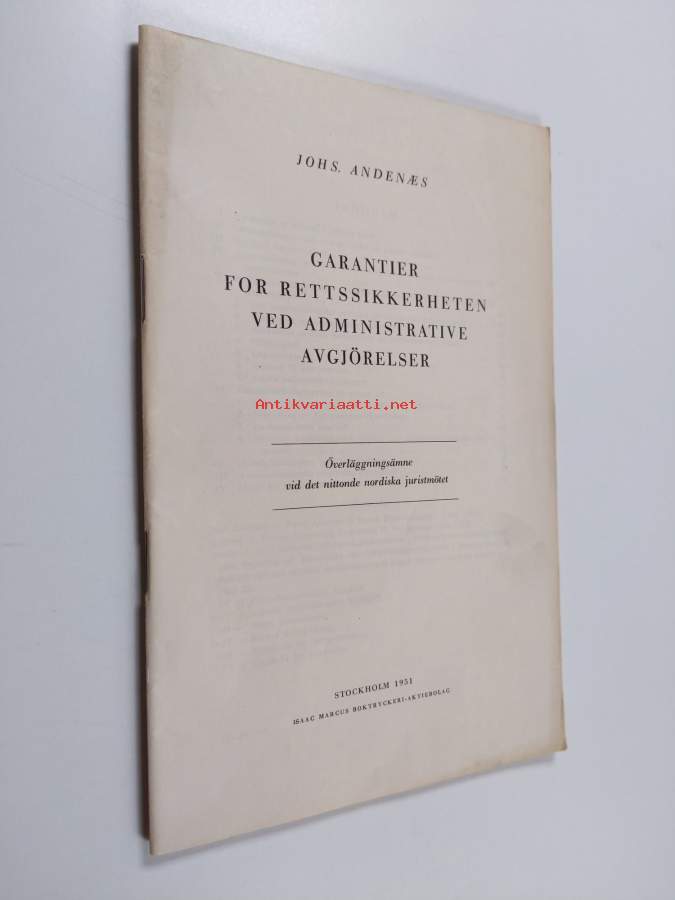 JOHS. ANDENÆS
GARANTIER
FOR RETTSSIKKERHETEN
VED ADMINISTRATIVE
AVGJÖRELSER
Antikvariaatti.net
Överläggningsämne
vid det nittonde nordiska juristmötet
STOCKHOLM 1951
ISAAC MARCUS BOKTRYCKERI-AKTIEBOLAG